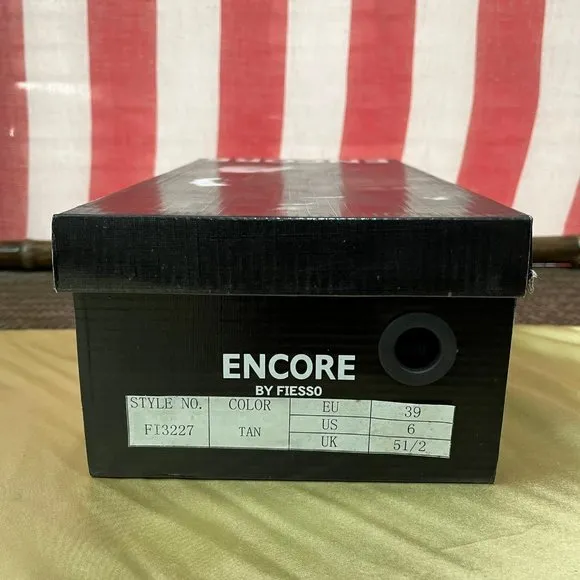 ENCORE
BY FIESSO
STYLE NO. COLOR EU 39
US 6
FI3227 TAN
UK 51/2